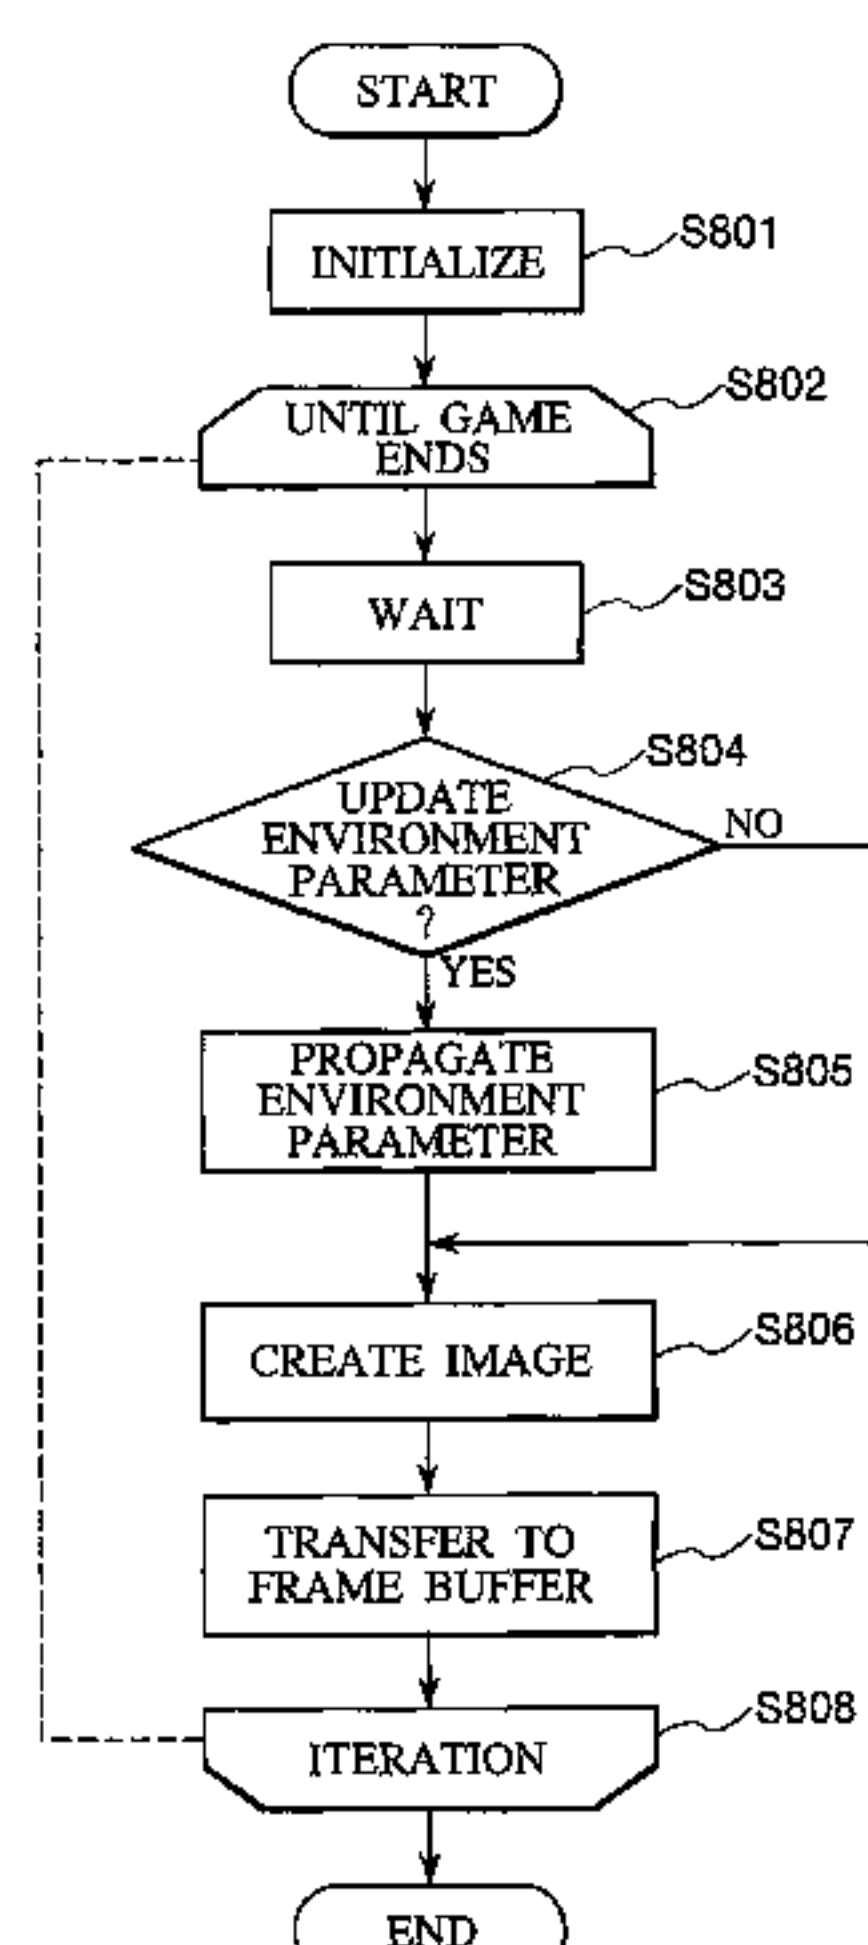 START
INITIALIZE
S801
UNTIL GAME
ENDS
S802
WAIT
S803
UPDATE
ENVIRONMENT
PARAMETER
?
S804
NO
YES
PROPAGATE
ENVIRONMENT
PARAMETER
S805
CREATE IMAGE
S806
TRANSFER TO
FRAME BUFFER
S807
ITERATION
S808
END